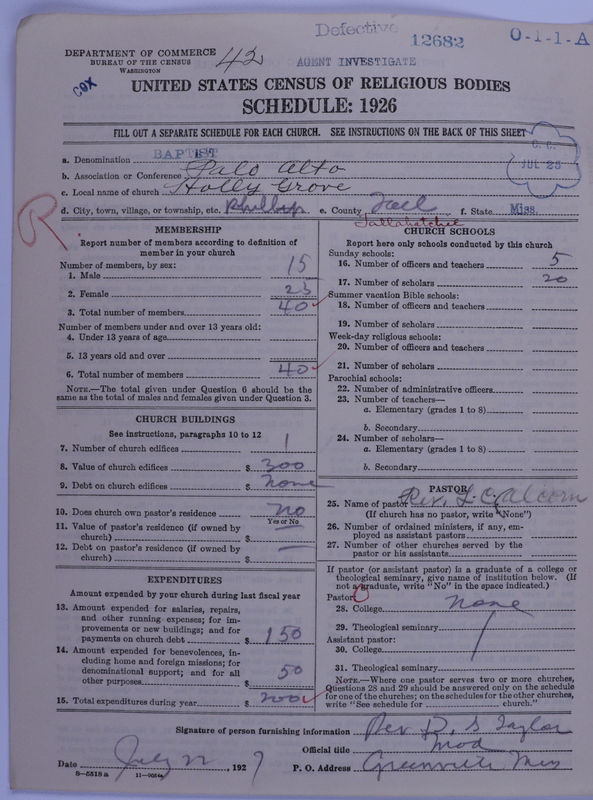 Defective
12682
0-1-1-A
DEPARTMENT OF COMMERCE
BUREAU OF THE CENSUS
WASHINGTON
42
AGENT INVESTIGATE
COX
UNITED STATES CENSUS OF RELIGIOUS BODIES
SCHEDULE: 1926
FILL OUT A SEPARATE SCHEDULE FOR EACH CHURCH. SEE INSTRUCTIONS ON THE BACK OF THIS SHEET
JUL 25
a. Denomination BAPTIST
b. Association or Conference Palo Alto
c. Local name of church Holly Grove
d. City, town, village, or township, etc. Phillip e. County Tall f. State Miss.
Tallahatchie
R
MEMBERSHIP
Report number of members according to definition of
member in your church
Number of members, by sex:
1. Male 15
2. Female 25
3. Total number of members 40
Number of members under and over 13 years old:
4. Under 13 years of age
5. 13 years old and over
6. Total number of members 40
NOTE.—The total given under Question 6 should be the
same as the total of males and females given under Question 3.
CHURCH BUILDINGS
See instructions, paragraphs 10 to 12
7. Number of church edifices 1
8. Value of church edifices $ 300
9. Debt on church edifices $ none
10. Does church own pastor's residence no
Yes or No
11. Value of pastor's residence (if owned by
church) $
12. Debt on pastor's residence (if owned by
church) $
EXPENDITURES
Amount expended by your church during last fiscal year
13. Amount expended for salaries, repairs,
and other running expenses; for im-
provements or new buildings; and for
payments on church debt $ 150
14. Amount expended for benevolences, in-
cluding home and foreign missions; for
denominational support; and for all
other purposes $ 50
15. Total expenditures during year $ 200
CHURCH SCHOOLS
Report here only schools conducted by this church
Sunday schools:
16. Number of officers and teachers 5
17. Number of scholars 20
Summer vacation Bible schools:
18. Number of officers and teachers
19. Number of scholars
Week-day religious schools:
20. Number of officers and teachers
21. Number of scholars
Parochial schools:
22. Number of administrative officers
23. Number of teachers—
a. Elementary (grades 1 to 8)
b. Secondary
24. Number of scholars—
a. Elementary (grades 1 to 8)
b. Secondary
PASTOR
25. Name of pastor Rev. L. C. Alcorn
(If church has no pastor, write "None")
26. Number of ordained ministers, if any, em-
ployed as assistant pastors
27. Number of other churches served by the
pastor or his assistants
If pastor (or assistant pastor) is a graduate of a college or
theological seminary, give name of institution below. (If
not a graduate, write "No" in the space indicated.)
Pastor:
28. College none
29. Theological seminary
Assistant pastor:
30. College
31. Theological seminary
NOTE.—Where one pastor serves two or more churches,
Questions 28 and 29 should be answered only on the schedule
for one of the churches; on the schedules for the other churches,
write "See schedule for church."
Signature of person furnishing information Rev D. S Taylor
Official title Mod
Date July 22, 1927 P. O. Address Greenville Miss
8-5518 a 11-9054a